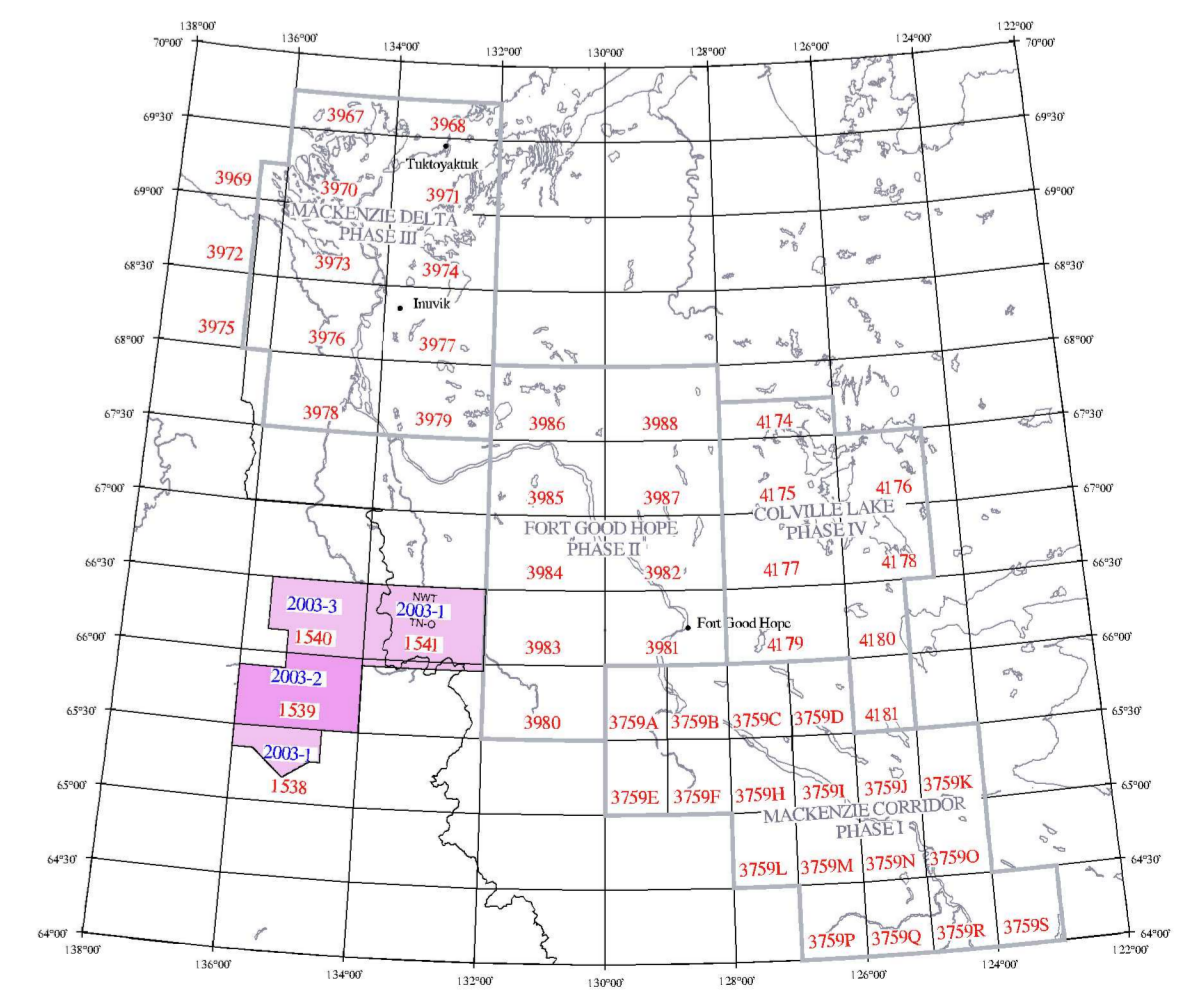 138°00'
136°00'
134°00'
132°00'
130°00'
128°00'
126°00'
124°00'
122°00'
70°00'
70°00'
69°30'
3967
3968
69°30'
Tuktoyaktuk
3969
3970
3971
69°00'
69°00'
MACKENZIE DELTA
PHASE III
3972
3973
3974
68°30'
68°30'
Inuvik
3975
3976
3977
68°00'
68°00'
3978
3979
3986
3988
4174
67°30'
67°30'
3985
3987
4175
4176
67°00'
67°00'
COLVILLE LAKE
PHASE IV
FORT GOOD HOPE
PHASE II
66°30'
3984
3982
4177
4178
66°30'
2003-3
NWT
2003-1
TN-O
Fort Good Hope
66°00'
1540
1541
3983
3981
4179
4180
66°00'
2003-2
1539
65°30'
3980
3759A
3759B
3759C
3759D
4181
65°30'
2003-1
1538
65°00'
3759E
3759F
3759H
3759I
3759J
3759K
65°00'
MACKENZIE CORRIDOR
PHASE I
64°30'
3759L
3759M
3759N
3759O
64°30'
64°00'
3759P
3759Q
3759R
3759S
64°00'
138°00'
136°00'
134°00'
132°00'
130°00'
128°00'
126°00'
124°00'
122°00'